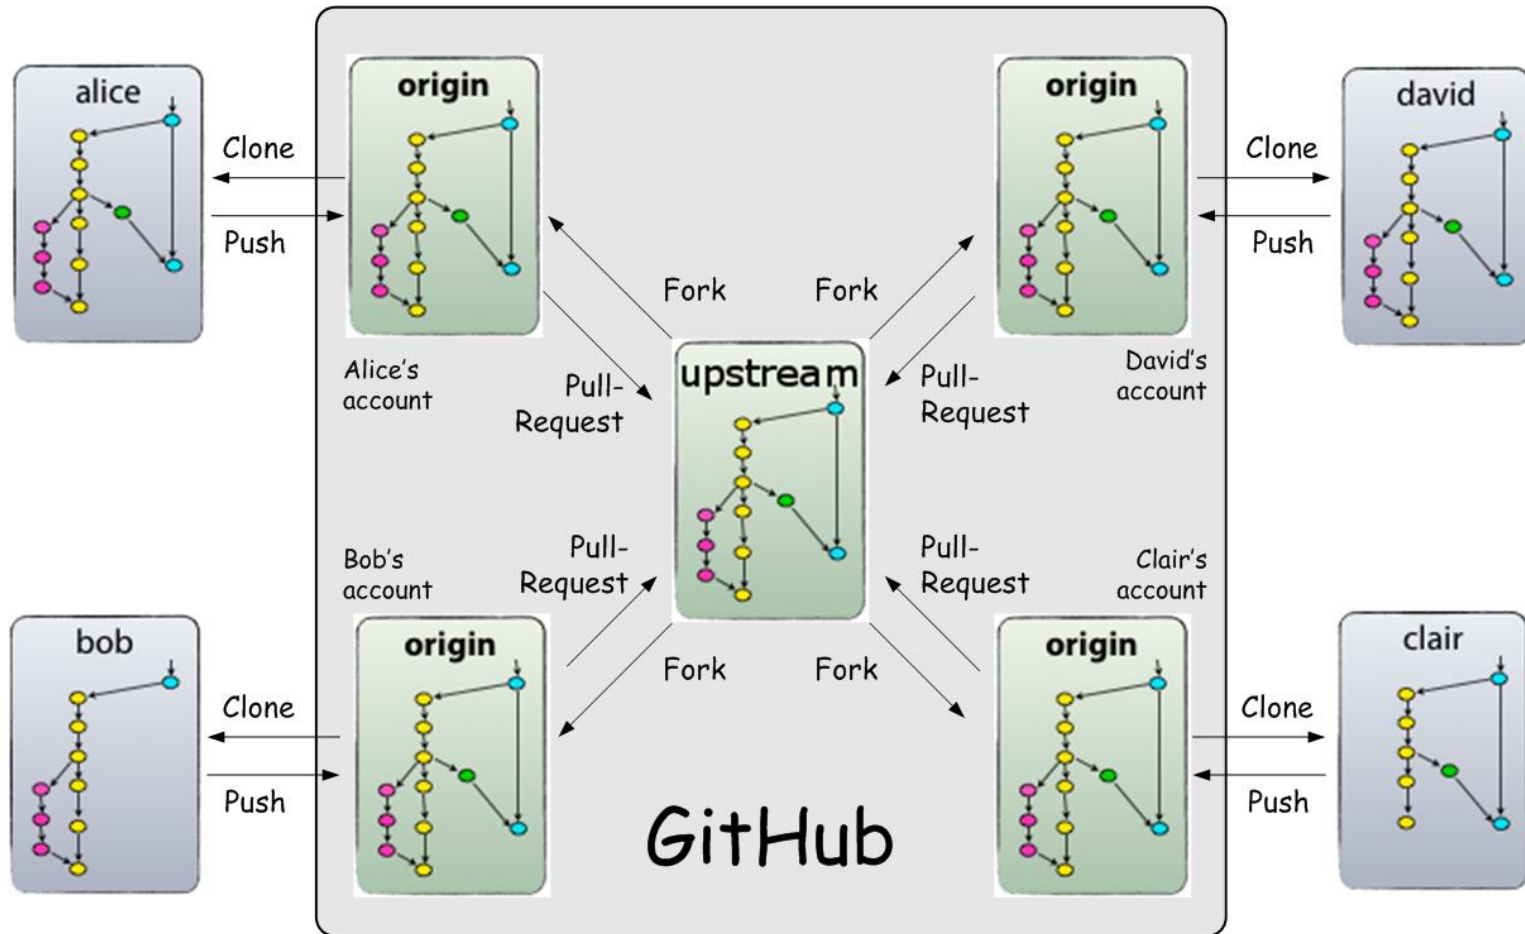 alice
origin
origin
david
Clone
Push
Clone
Push
Fork
Fork
Alice's
account
Pull-
Request
upstream
Pull-
Request
David's
account
Bob's
account
Pull-
Request
Pull-
Request
Clair's
account
bob
origin
Fork
Fork
origin
clair
Clone
Push
Clone
Push
GitHub